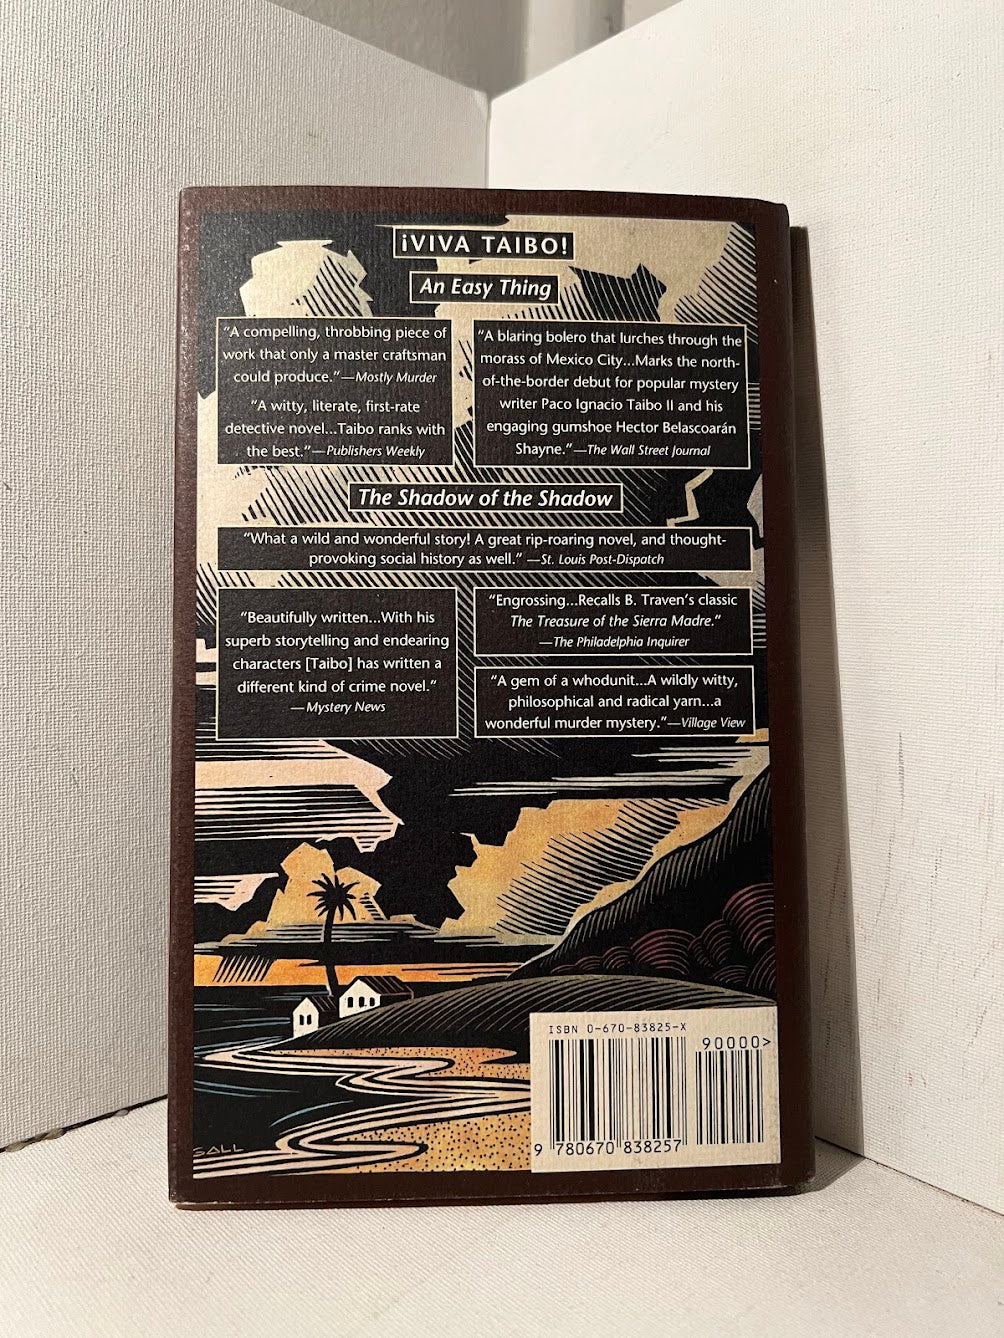 ¡VIVA TAIBO!
An Easy Thing
“A compelling, throbbing piece of
work that only a master craftsman
could produce.”—Mostly Murder
“A witty, literate, first-rate
detective novel...Taibo ranks with
the best.”—Publishers Weekly
“A blaring bolero that lurches through the
morass of Mexico City...Marks the north-
of-the-border debut for popular mystery
writer Paco Ignacio Taibo II and his
engaging gumshoe Hector Belascoarán
Shayne.”—The Wall Street Journal
The Shadow of the Shadow
“What a wild and wonderful story! A great rip-roaring novel, and thought-
provoking social history as well.” —St. Louis Post-Dispatch
“Beautifully written...With his
superb storytelling and endearing
characters [Taibo] has written a
different kind of crime novel.”
—Mystery News
“Engrossing...Recalls B. Traven’s classic
The Treasure of the Sierra Madre.”
—The Philadelphia Inquirer
“A gem of a whodunit...A wildly witty,
philosophical and radical yarn...a
wonderful murder mystery.”—Village View
ISBN 0-670-83825-X
90000>
9 780670 838257